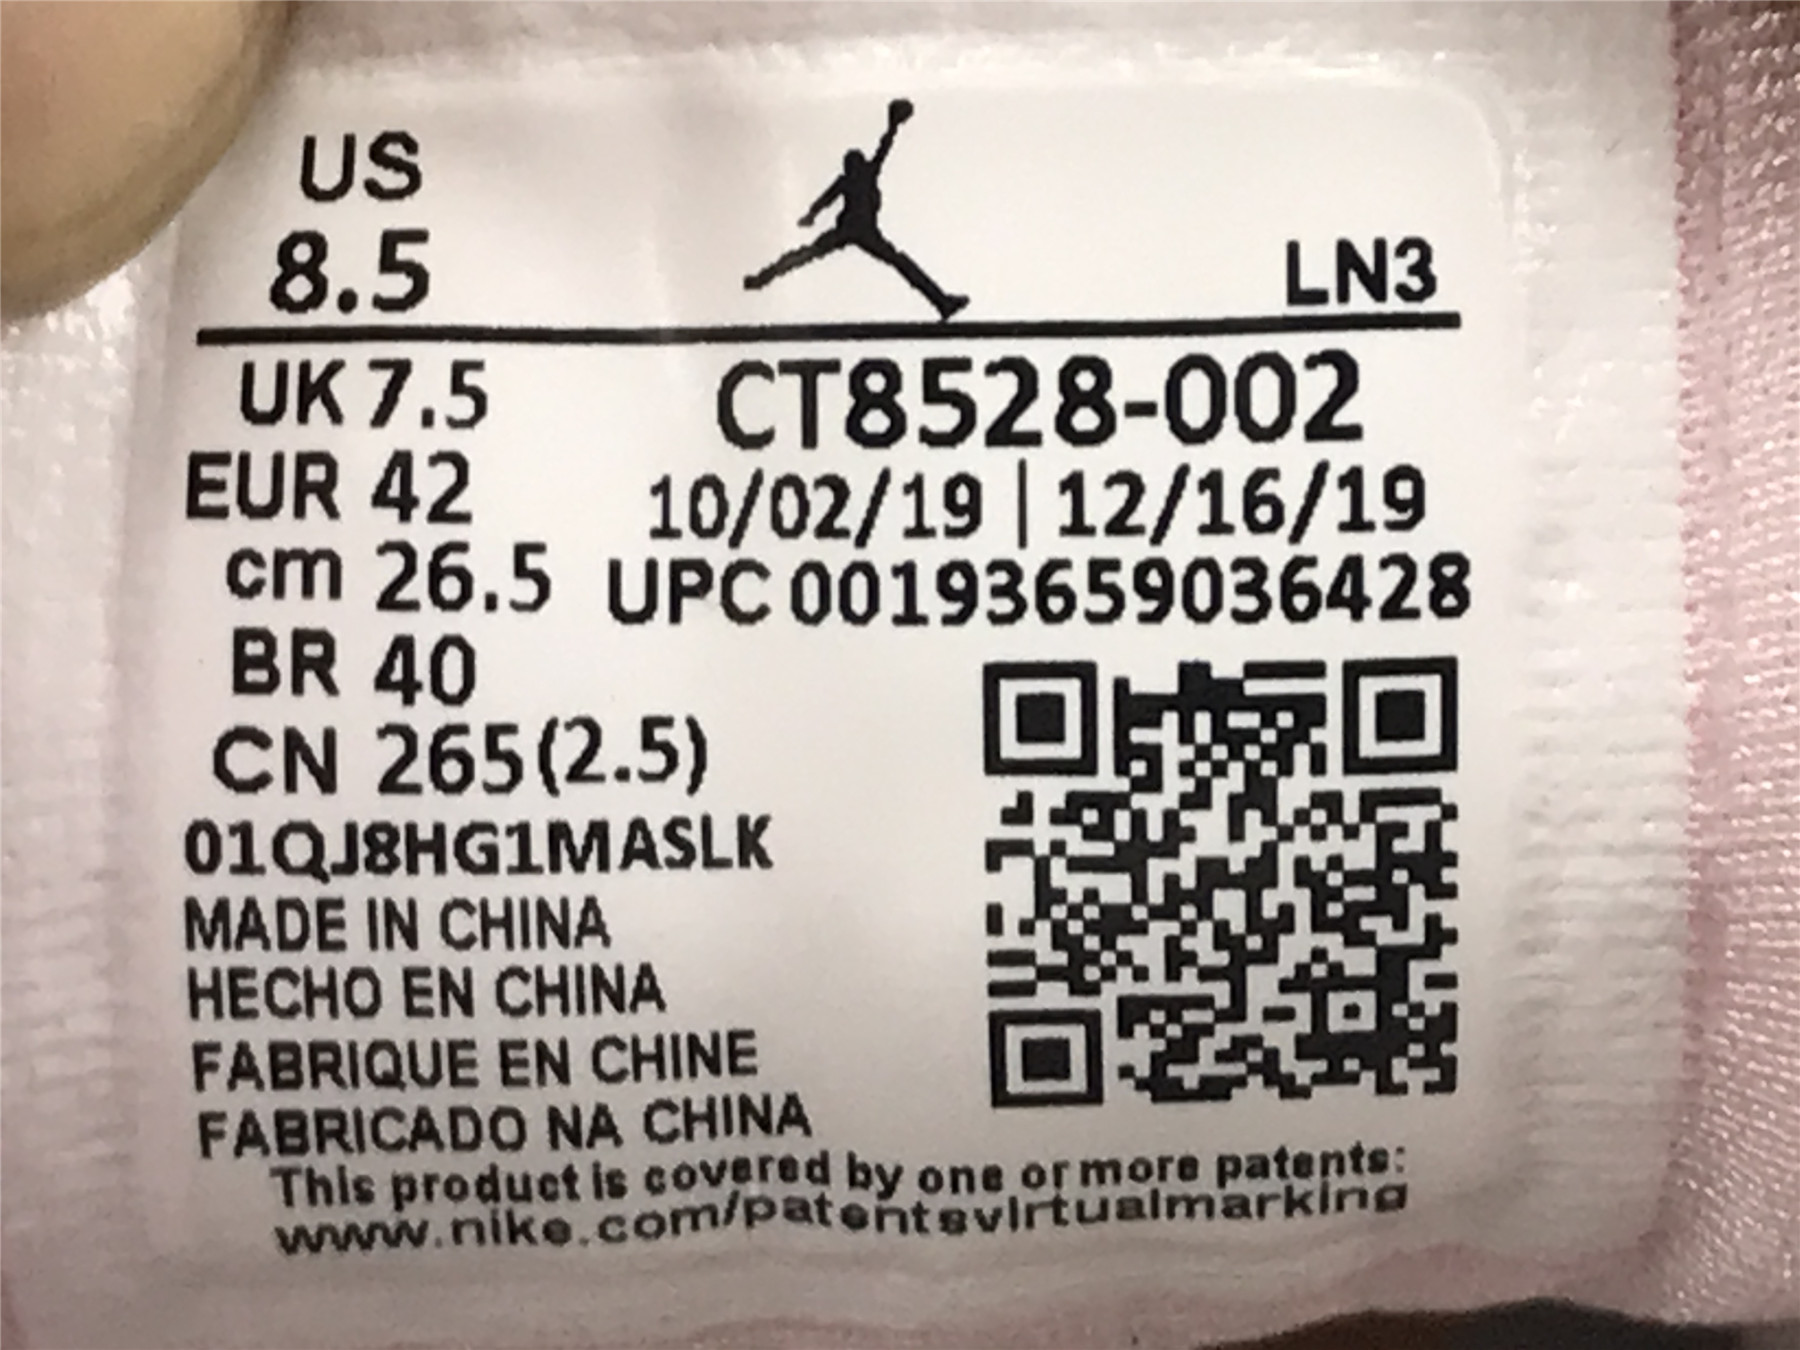 US
8.5
LN3
UK 7.5
CT8528-002
EUR 42
10/02/19 | 12/16/19
cm 26.5
UPC 00193659036428
BR 40
CN 265(2.5)
01QJ8HG1MASLK
MADE IN CHINA
HECHO EN CHINA
FABRIQUE EN CHINE
FABRICADO NA CHINA
This product is covered by one or more patents:
www.nike.com/patentsvirtualmarking